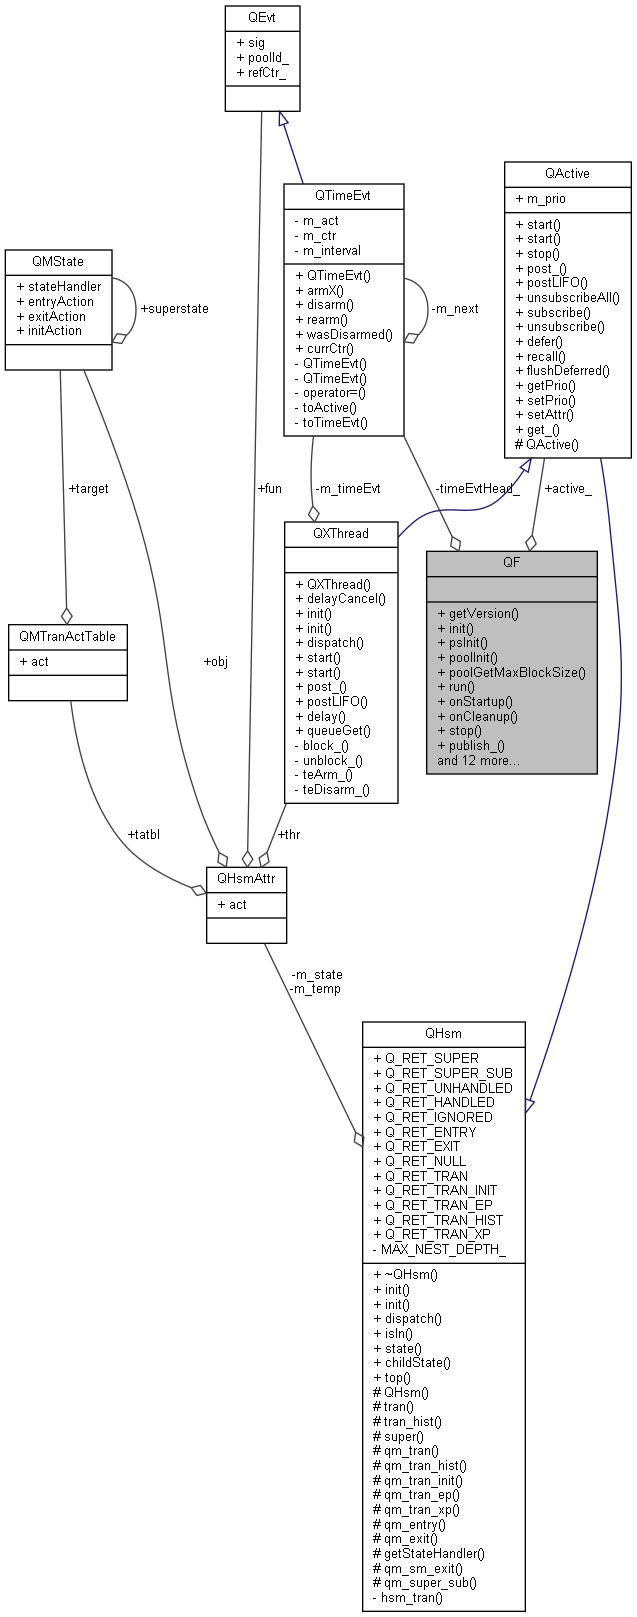 QEvt
+ sig
+ poolId_
+ refCtr_
QTimeEvt
- m_act
- m_ctr
- m_interval
+ QTimeEvt()
+ armX()
+ disarm()
+ rearm()
+ wasDisarmed()
+ currCtr()
- QTimeEvt()
- QTimeEvt()
- operator=()
- toActive()
- toTimeEvt()
-m_next
QActive
+ m_prio
+ start()
+ start()
+ stop()
+ post_()
+ postLIFO()
+ unsubscribeAll()
+ subscribe()
+ unsubscribe()
+ defer()
+ recall()
+ flushDeferred()
+ getPrio()
+ setPrio()
+ setAttr()
+ get_()
# QActive()
QMState
+ stateHandler
+ entryAction
+ exitAction
+ initAction
+superstate
+target
+fun
-m_timeEvt
-timeEvtHead_
+active_
QXThread
+ QXThread()
+ delayCancel()
+ init()
+ init()
+ dispatch()
+ start()
+ start()
+ post_()
+ postLIFO()
+ delay()
+ queueGet()
- block_()
- unblock_()
- teArm_()
- teDisarm_()
QF
+ getVersion()
+ init()
+ psInit()
+ poolInit()
+ poolGetMaxBlockSize()
+ run()
+ onStartup()
+ onCleanup()
+ stop()
+ publish_()
and 12 more...
QMTranActTable
+ act
+obj
+tatbl
+thr
QHsmAttr
+ act
-m_state
-m_temp
QHsm
+ Q_RET_SUPER
+ Q_RET_SUPER_SUB
+ Q_RET_UNHANDLED
+ Q_RET_HANDLED
+ Q_RET_IGNORED
+ Q_RET_ENTRY
+ Q_RET_EXIT
+ Q_RET_NULL
+ Q_RET_TRAN
+ Q_RET_TRAN_INIT
+ Q_RET_TRAN_EP
+ Q_RET_TRAN_HIST
+ Q_RET_TRAN_XP
- MAX_NEST_DEPTH_
+ ~QHsm()
+ init()
+ init()
+ dispatch()
+ isIn()
+ state()
+ childState()
+ top()
# QHsm()
# tran()
# tran_hist()
# super()
# qm_tran()
# qm_tran_hist()
# qm_tran_init()
# qm_tran_ep()
# qm_tran_xp()
# qm_entry()
# qm_exit()
# getStateHandler()
# qm_sm_exit()
# qm_super_sub()
- hsm_tran()